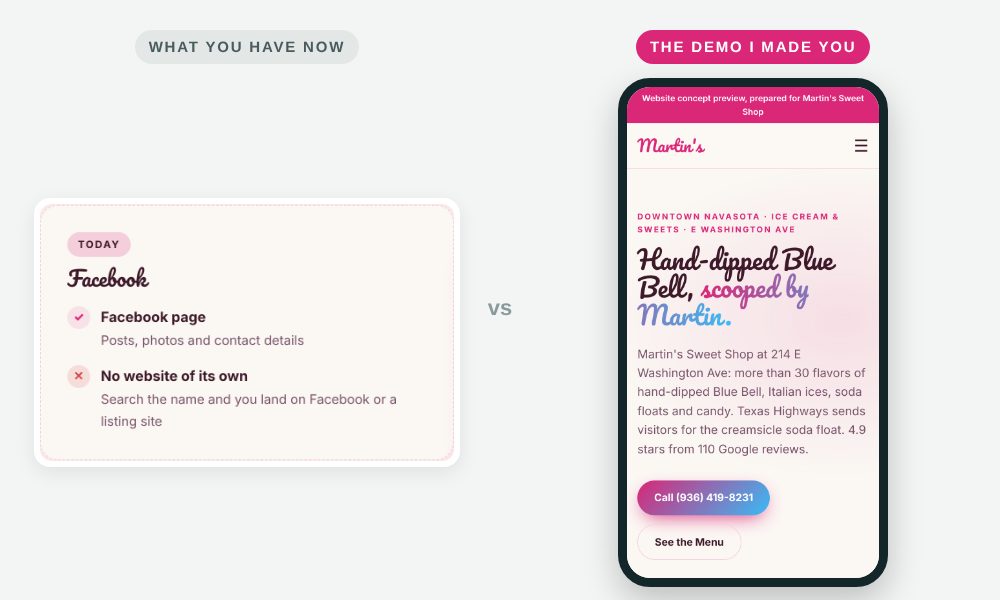 WHAT YOU HAVE NOW
TODAY
Facebook
Facebook page
Posts, photos and contact details
No website of its own
Search the name and you land on Facebook or a
listing site
vs
THE DEMO I MADE YOU
Website concept preview, prepared for Martin's Sweet
Shop
Martin's
DOWNTOWN NAVASOTA · ICE CREAM &
SWEETS · E WASHINGTON AVE
Hand-dipped Blue
Bell, scooped by
Martin.
Martin's Sweet Shop at 214 E
Washington Ave: more than 30 flavors of
hand-dipped Blue Bell, Italian ices, soda
floats and candy. Texas Highways sends
visitors for the creamsicle soda float. 4.9
stars from 110 Google reviews.
Call (936) 419-8231
See the Menu